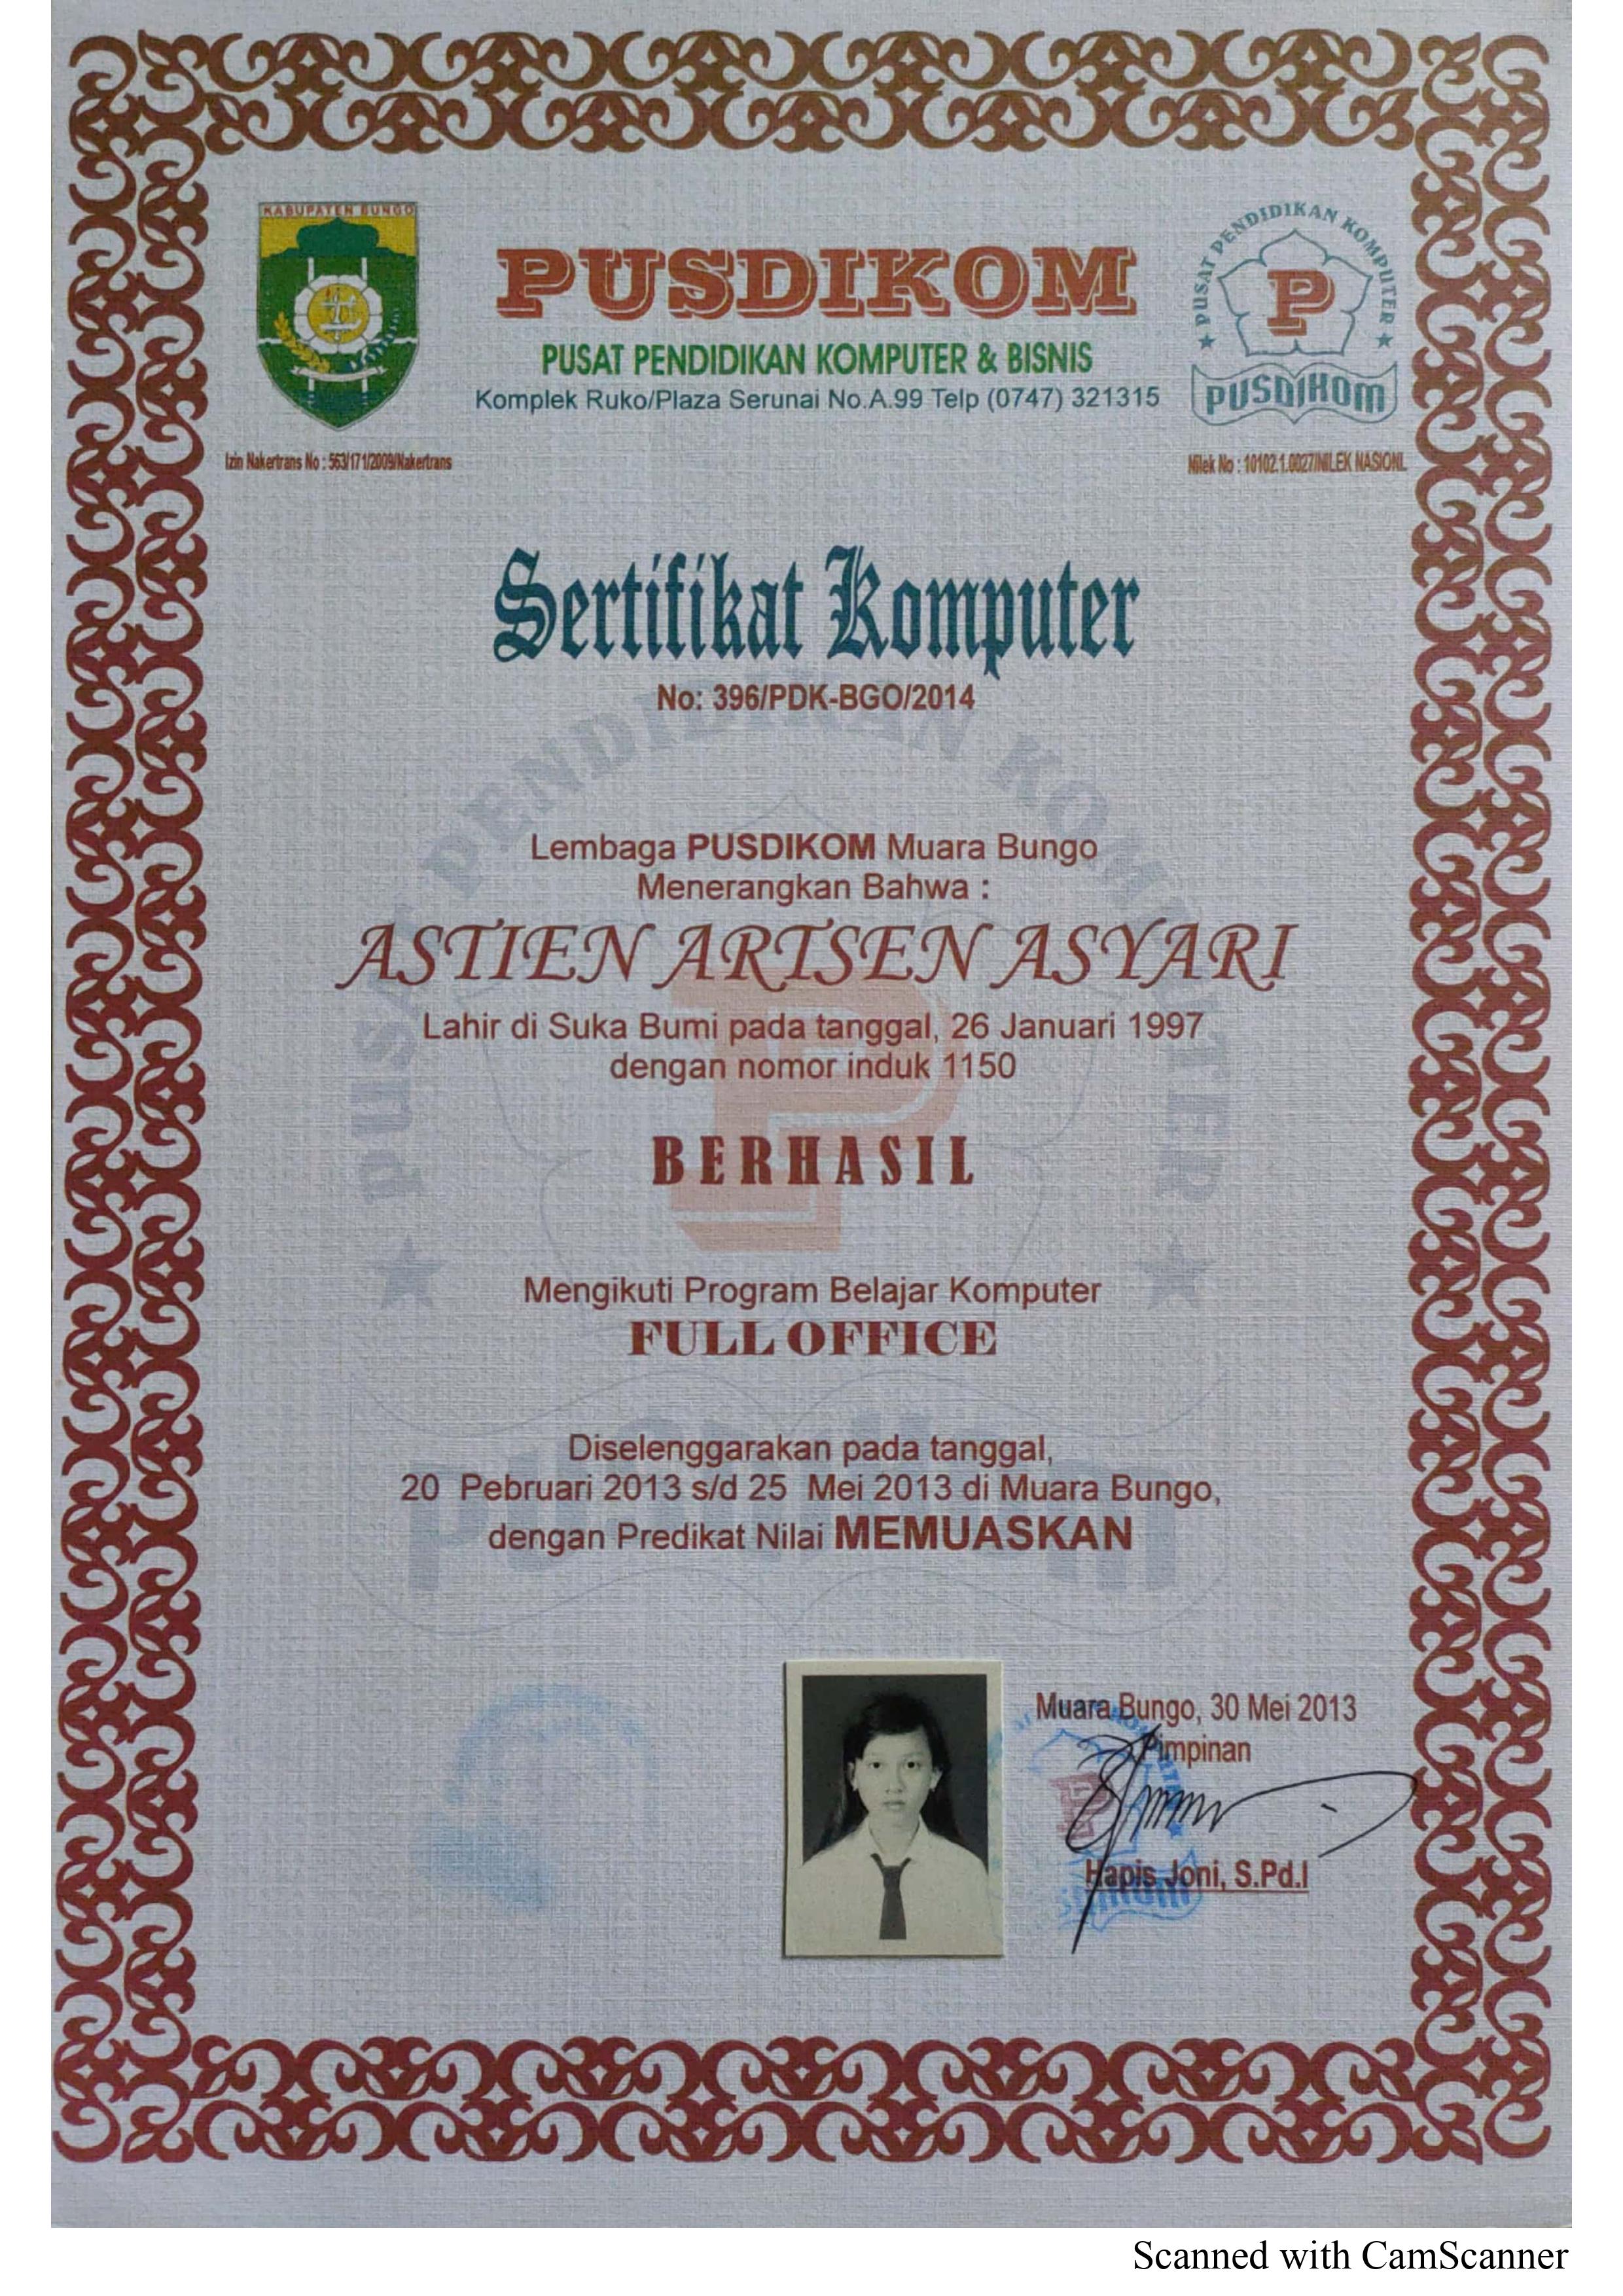 KABUPATEN BUNGO
PUSDIKOM
PUSAT PENDIDIKAN KOMPUTER & BISNIS
Komplek Ruko/Plaza Serunai No.A.99 Telp (0747) 321315
PUSAT PENDIDIKAN KOMPUTER
P
PUSDIKOM
Izin Nakertrans No : 563/171/2009/Nakertrans
Nilek No : 10102.1.0027/NILEK NASIONL
Sertifikat Komputer
No: 396/PDK-BGO/2014
PUSAT PENDIDIKAN KOMPUTER
Lembaga PUSDIKOM Muara Bungo
Menerangkan Bahwa :
ASTIEN ARTSEN ASYARI
Lahir di Suka Bumi pada tanggal, 26 Januari 1997
dengan nomor induk 1150
P
BERHASIL
Mengikuti Program Belajar Komputer
FULL OFFICE
Diselenggarakan pada tanggal,
20 Pebruari 2013 s/d 25 Mei 2013 di Muara Bungo,
dengan Predikat Nilai MEMUASKAN
Muara Bungo, 30 Mei 2013
Pimpinan
P
Hapis Joni, S.Pd.I
Scanned with CamScanner